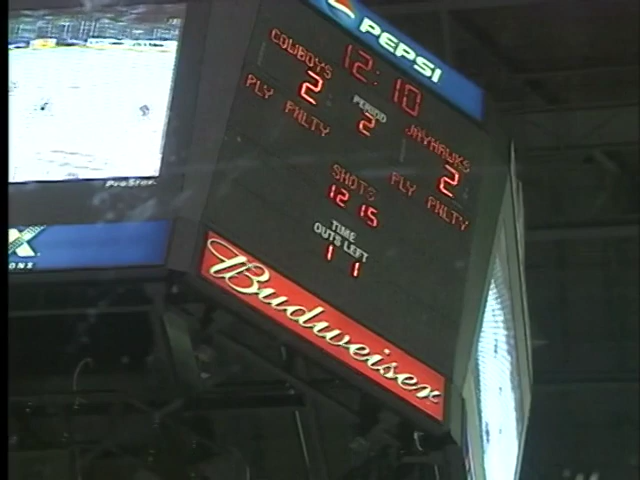 PEPSI
COWBOYS 12:10 JAYHAWKS
2 PERIOD 2
2
PLY PNLTY PLY PNLTY
SHOTS
12 15
TIME
OUTS LEFT
1 1
Budweiser
ProStar
X
ONS